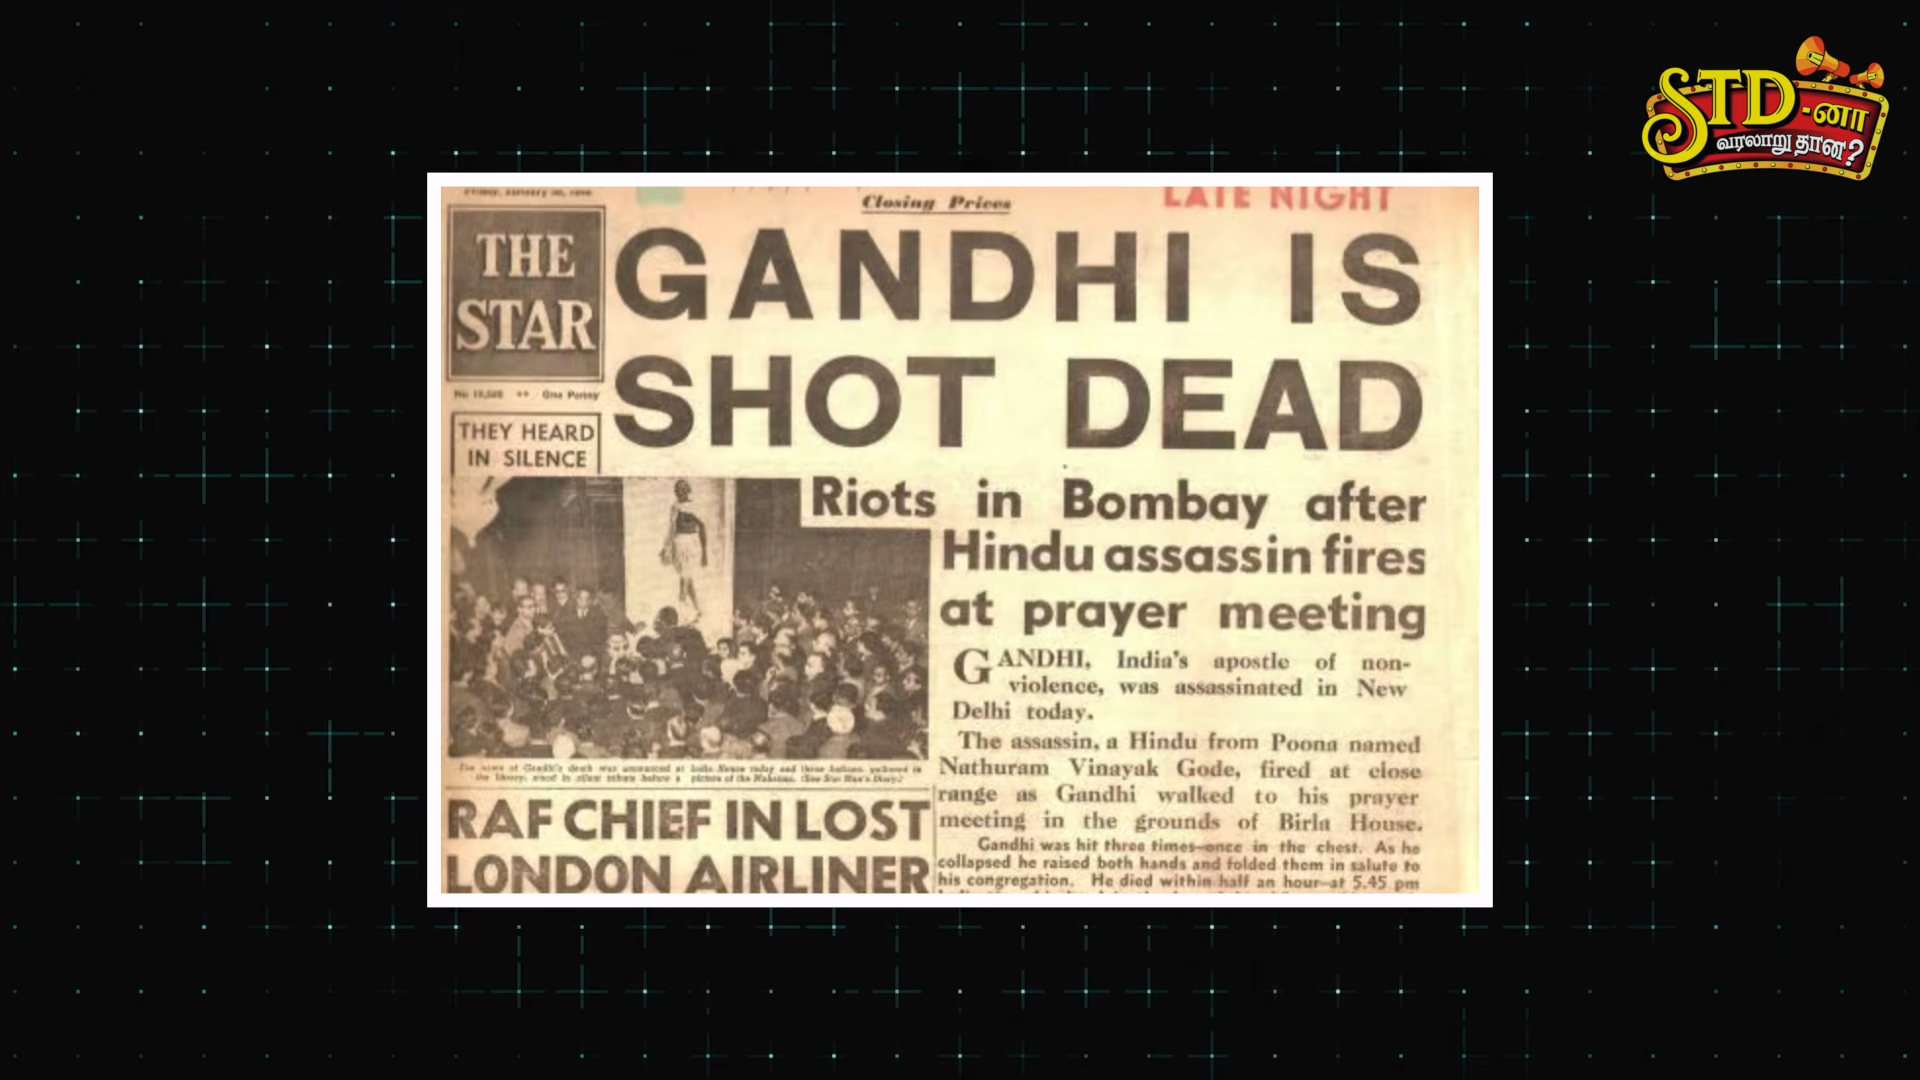 STD-னா
வரலாறு தான?
Closing Prices
LATE NIGHT
THE
STAR
GANDHI IS
SHOT DEAD
One Penny
THEY HEARD
IN SILENCE
Riots in Bombay after
Hindu assassin fires
at prayer meeting
GANDHI, India's apostle of non-
violence, was assassinated in New
Delhi today.
The assassin, a Hindu from Poona named
Nathuram Vinayak Gode, fired at close
range as Gandhi walked to his prayer
meeting in the grounds of Birla House.
Gandhi was hit three times—once in the chest. As he
collapsed he raised both hands and folded them in salute to
his congregation. He died within half an hour—at 5.45 pm
RAF CHIEF IN LOST
LONDON AIRLINER